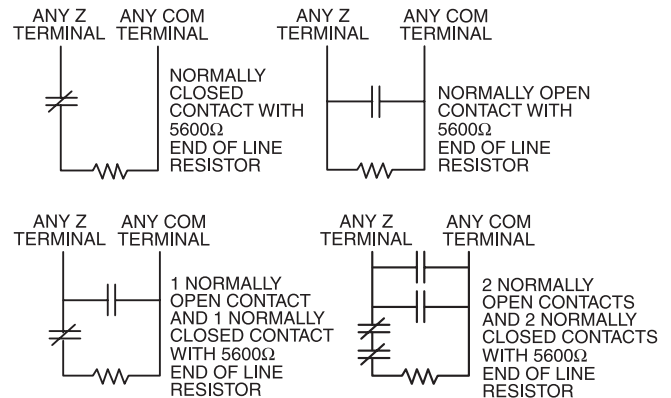 ANY Z
TERMINAL
ANY COM
TERMINAL
NORMALLY
CLOSED
CONTACT WITH
5600Ω
END OF LINE
RESISTOR
ANY Z
TERMINAL
ANY COM
TERMINAL
NORMALLY OPEN
CONTACT WITH
5600Ω
END OF LINE
RESISTOR
ANY Z
TERMINAL
ANY COM
TERMINAL
1 NORMALLY
OPEN CONTACT
AND 1 NORMALLY
CLOSED CONTACT
WITH 5600Ω
END OF LINE
RESISTOR
ANY Z
TERMINAL
ANY COM
TERMINAL
2 NORMALLY
OPEN CONTACTS
AND 2 NORMALLY
CLOSED CONTACTS
WITH 5600Ω
END OF LINE
RESISTOR